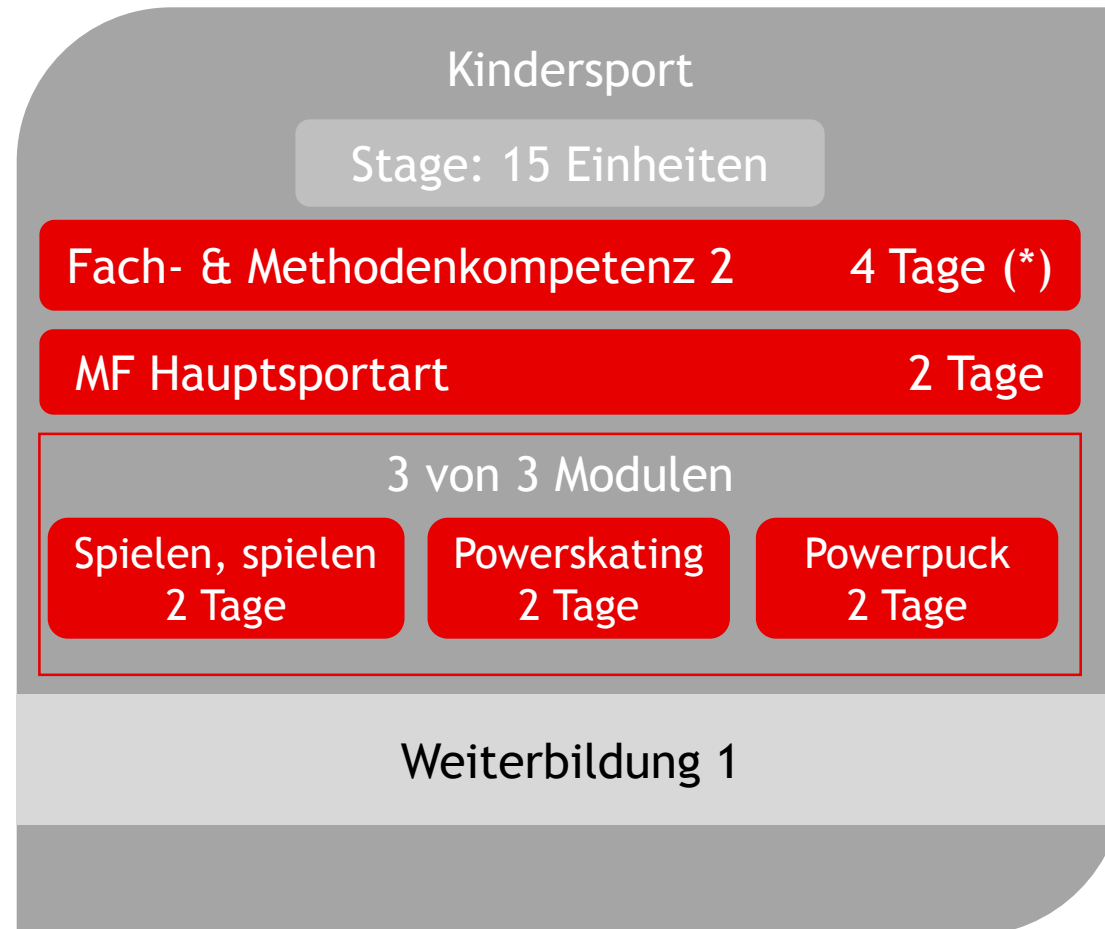 Kindersport
Stage: 15 Einheiten
Fach- & Methodenkompetenz 2 4 Tage (*)
MF Hauptsportart 2 Tage
3 von 3 Modulen
Spielen, spielen Powerskating Powerpuck
2 Tage 2 Tage 2 Tage
Weiterbildung 1